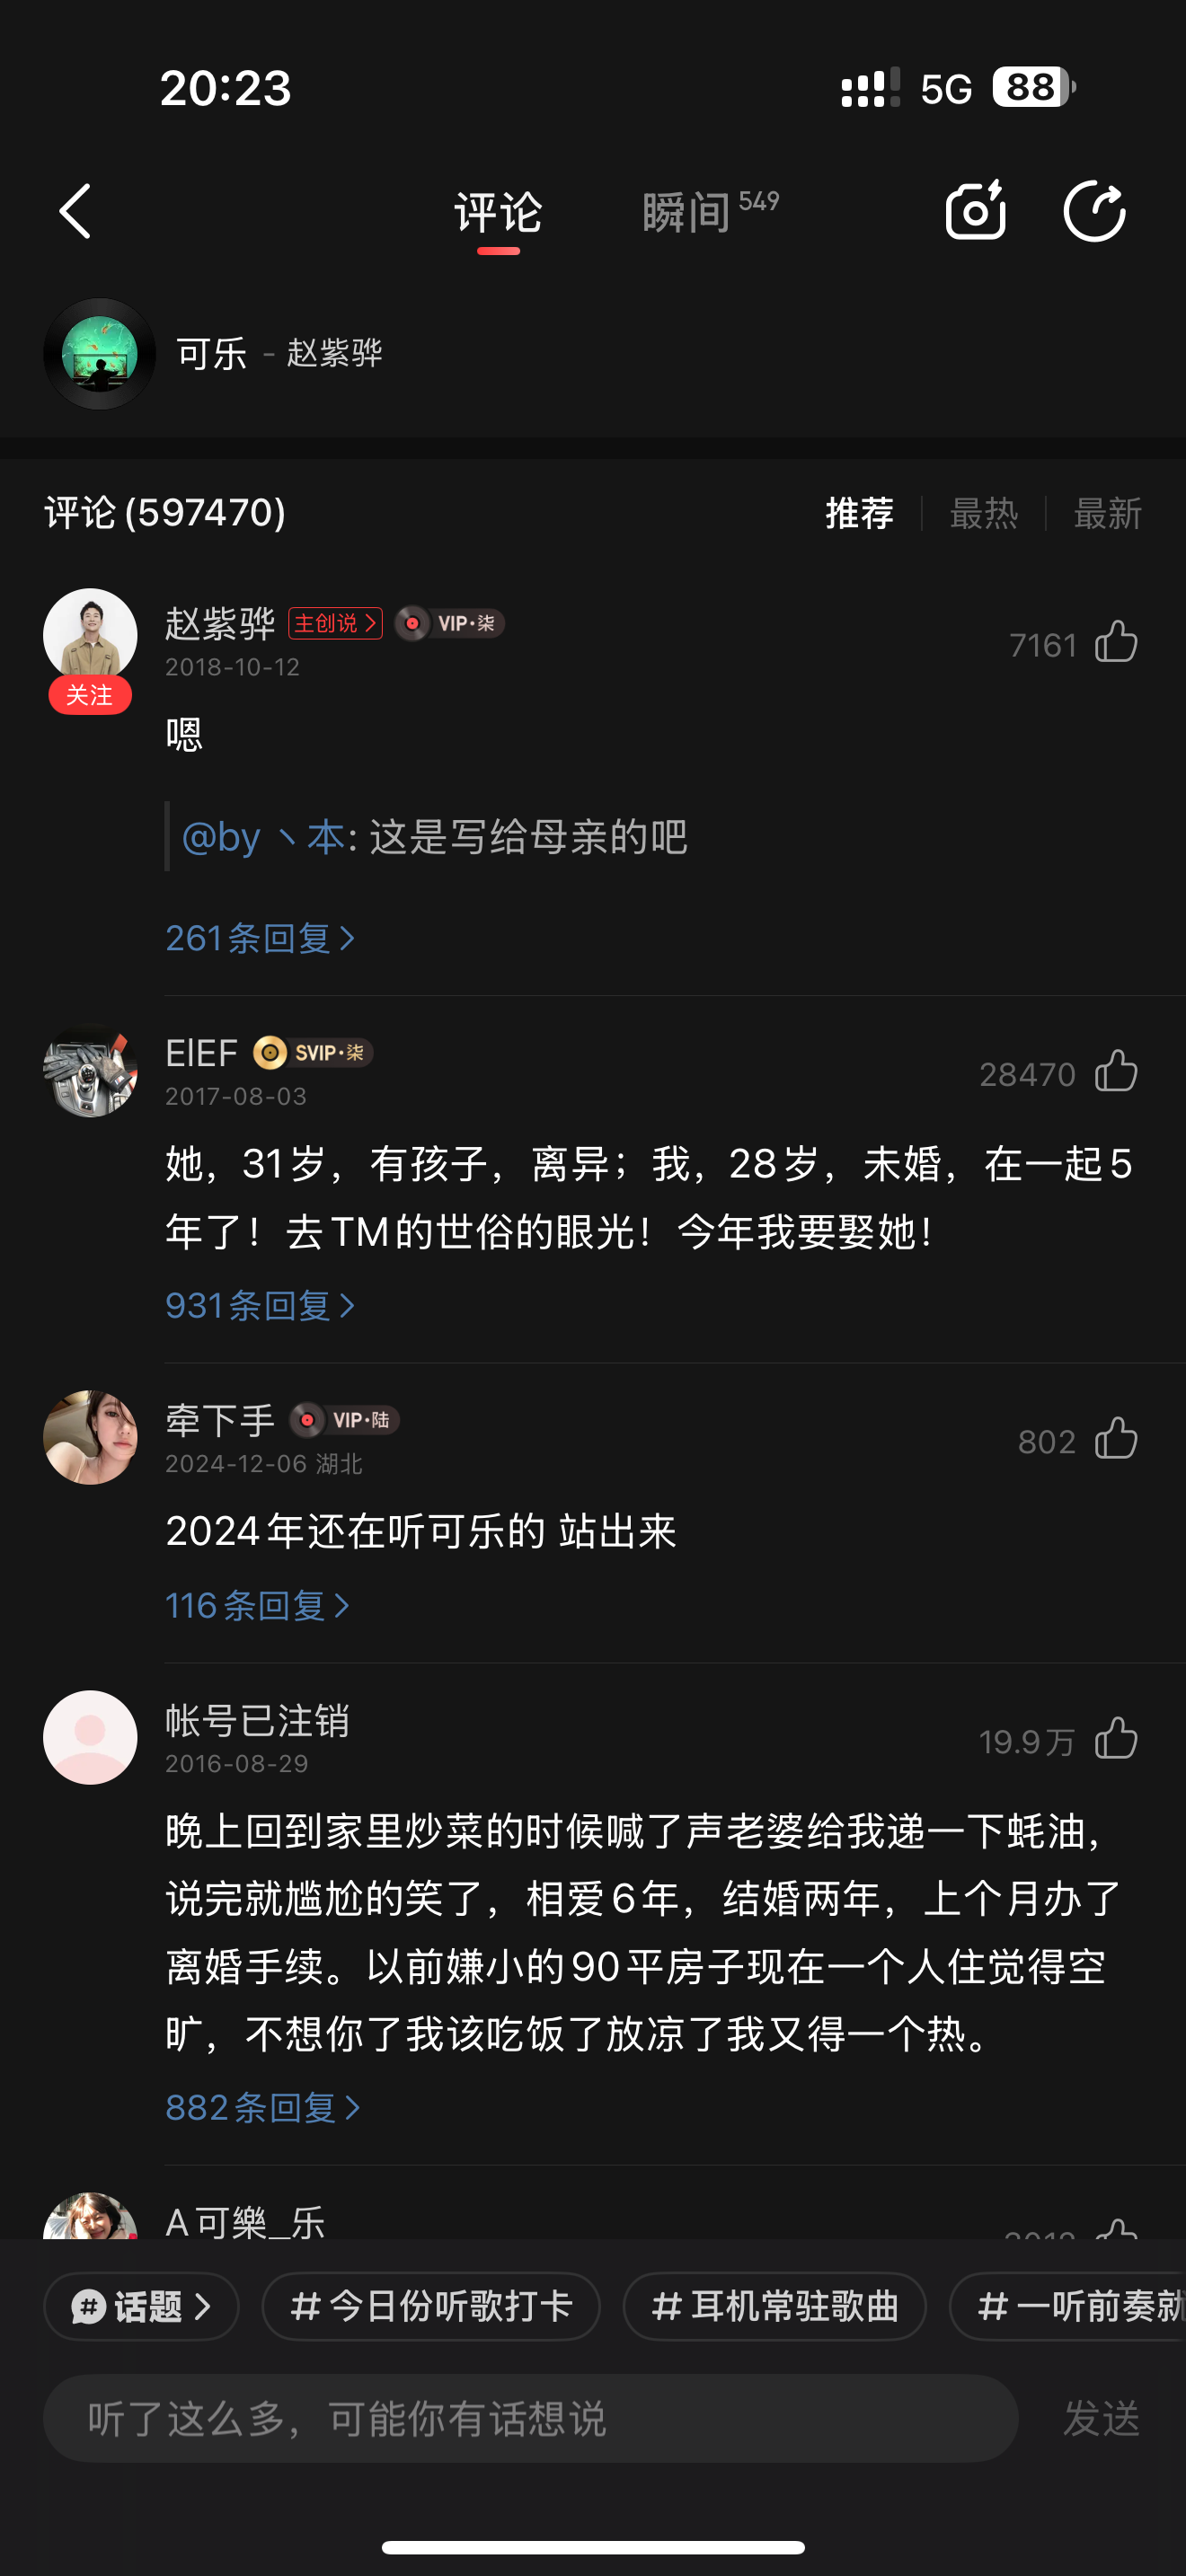 20:23
5G 88
评论 瞬间 549
可乐 - 赵紫骅
评论(597470)
推荐 最热 最新
赵紫骅 主创说 VIP·柒
2018-10-12
7161
关注
嗯
@by丶本: 这是写给母亲的吧
261条回复
EIEF SVIP·柒
2017-08-03
28470
她，31岁，有孩子，离异；我，28岁，未婚，在一起5
年了！去TM的世俗的眼光！今年我要娶她！
931条回复
牵下手 VIP·陆
2024-12-06 湖北
802
2024年还在听可乐的 站出来
116条回复
帐号已注销
2016-08-29
19.9万
晚上回到家里炒菜的时候喊了声老婆给我递一下蚝油，
说完就尴尬的笑了，相爱6年，结婚两年，上个月办了
离婚手续。以前嫌小的90平房子现在一个人住觉得空
旷，不想你了我该吃饭了放凉了我又得一个热。
882条回复
A可樂_乐
# 话题 # 今日份听歌打卡 # 耳机常驻歌曲 # 一听前奏就
听了这么多，可能你有话想说
发送